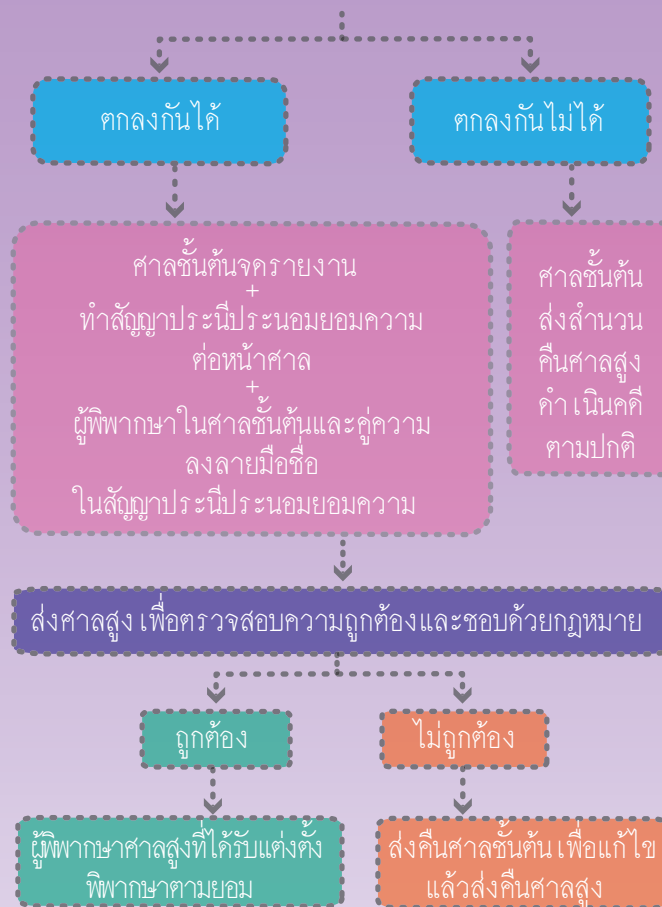 ตกลงกันได้
ตกลงกันไม่ได้
ศาลชั้นต้นจดรายงาน
+
ทำสัญญาประนีประนอมยอมความ
ต่อหน้าศาล
+
ผู้พิพากษาในศาลชั้นต้นและคู่ความ
ลงลายมือชื่อ
ในสัญญาประนีประนอมยอมความ
ศาลชั้นต้น
ส่งสำนวน
คืนศาลสูง
ดำเนินคดี
ตามปกติ
ส่งศาลสูง เพื่อตรวจสอบความถูกต้องและชอบด้วยกฎหมาย
ถูกต้อง
ไม่ถูกต้อง
ผู้พิพากษาศาลสูงที่ได้รับแต่งตั้ง
พิพากษาตามยอม
ส่งคืนศาลชั้นต้น เพื่อแก้ไข
แล้วส่งคืนศาลสูง